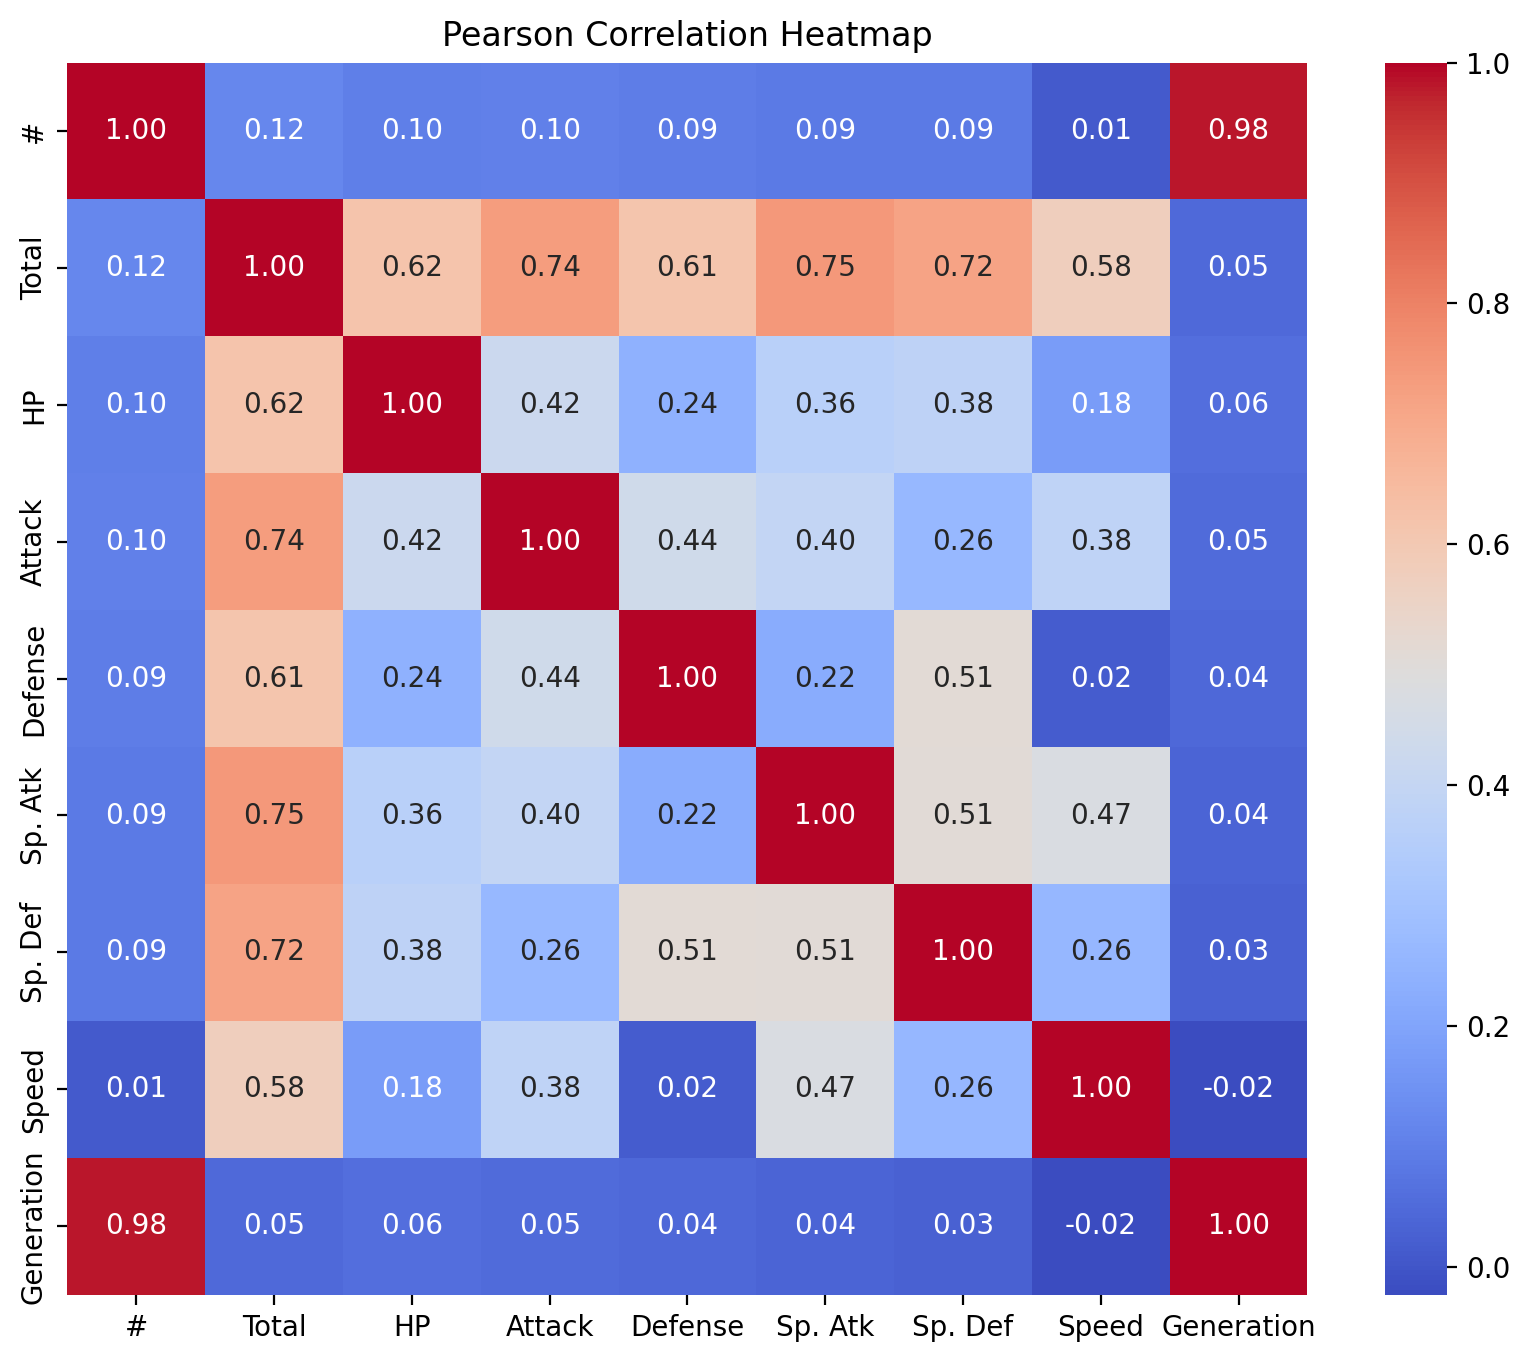 Pearson Correlation Heatmap
# 1.00 0.12 0.10 0.10 0.09 0.09 0.09 0.01 0.98
Total 0.12 1.00 0.62 0.74 0.61 0.75 0.72 0.58 0.05
HP 0.10 0.62 1.00 0.42 0.24 0.36 0.38 0.18 0.06
Attack 0.10 0.74 0.42 1.00 0.44 0.40 0.26 0.38 0.05
Defense 0.09 0.61 0.24 0.44 1.00 0.22 0.51 0.02 0.04
Sp. Atk 0.09 0.75 0.36 0.40 0.22 1.00 0.51 0.47 0.04
Sp. Def 0.09 0.72 0.38 0.26 0.51 0.51 1.00 0.26 0.03
Speed 0.01 0.58 0.18 0.38 0.02 0.47 0.26 1.00 -0.02
Generation 0.98 0.05 0.06 0.05 0.04 0.04 0.03 -0.02 1.00
# Total HP Attack Defense Sp. Atk Sp. Def Speed Generation
1.0
0.8
0.6
0.4
0.2
0.0